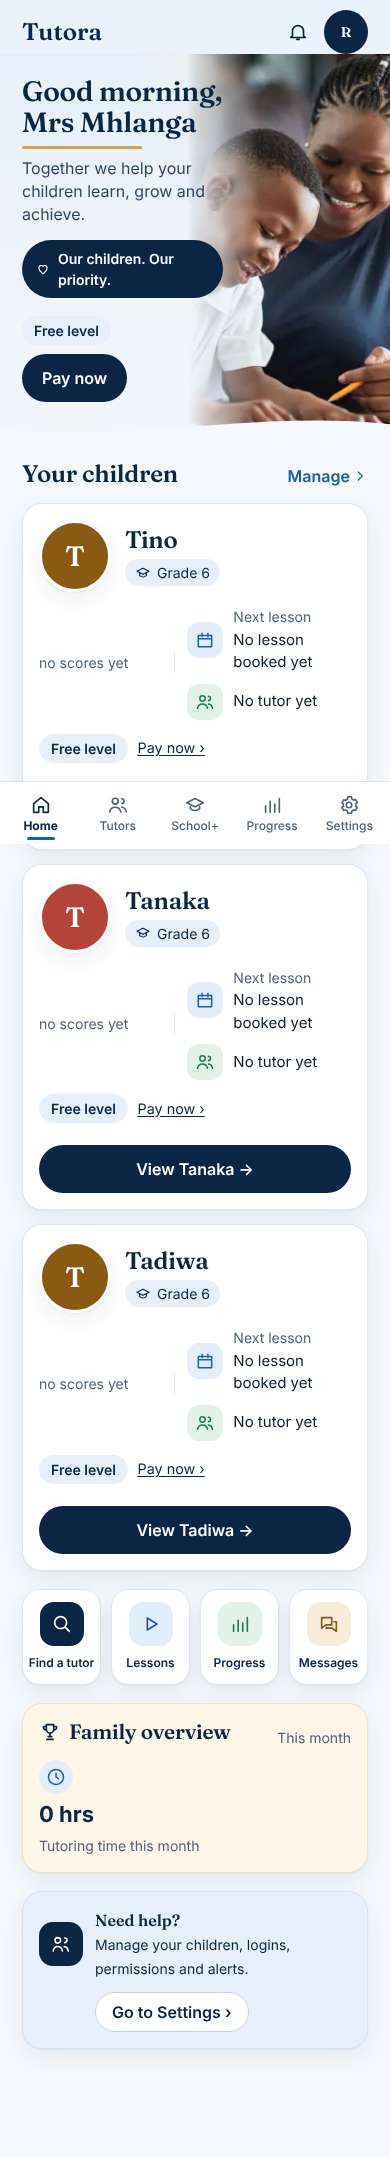 Tutora
R
Good morning,
Mrs Mhlanga
Together we help your
children learn, grow and
achieve.
Our children. Our
priority.
Free level
Pay now
Your children
Manage ›
T
Tino
Grade 6
no scores yet
Next lesson
No lesson
booked yet
No tutor yet
Free level
Pay now ›
Home
Tutors
School+
Progress
Settings
T
Tanaka
Grade 6
no scores yet
Next lesson
No lesson
booked yet
No tutor yet
Free level
Pay now ›
View Tanaka →
T
Tadiwa
Grade 6
no scores yet
Next lesson
No lesson
booked yet
No tutor yet
Free level
Pay now ›
View Tadiwa →
Find a tutor
Lessons
Progress
Messages
Family overview
This month
0 hrs
Tutoring time this month
Need help?
Manage your children, logins,
permissions and alerts.
Go to Settings ›